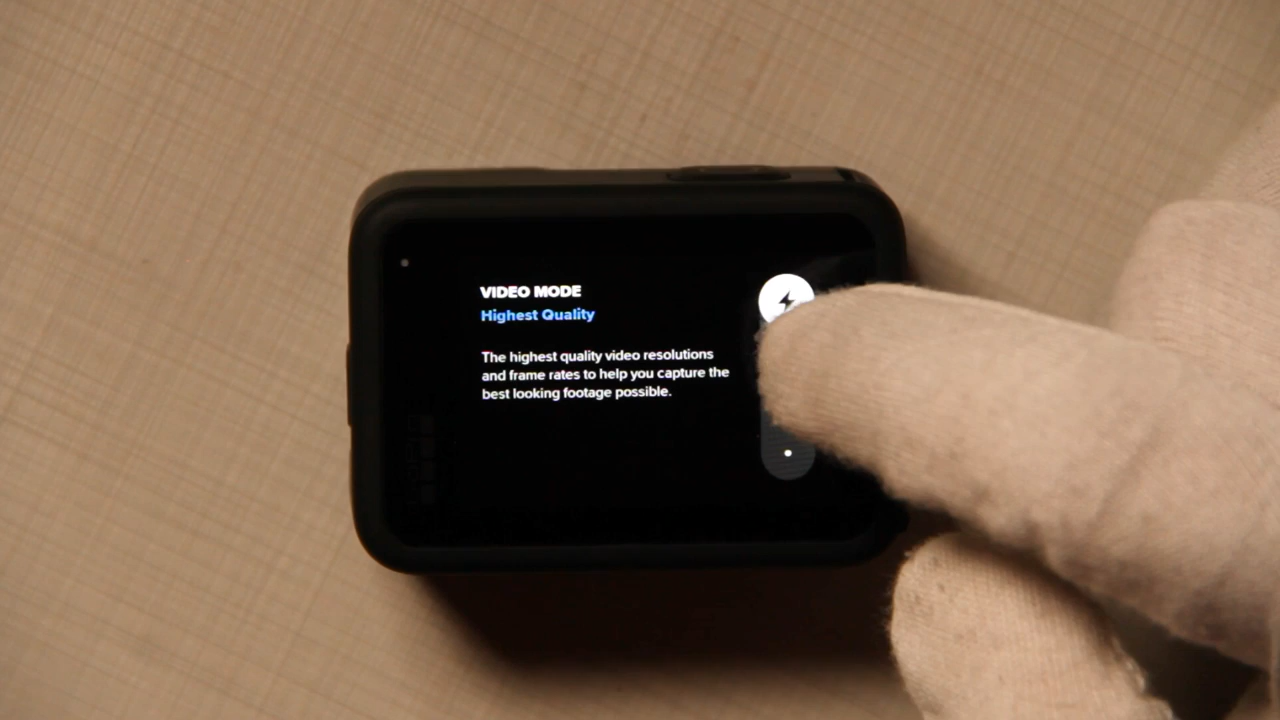 VIDEO MODE
Highest Quality
The highest quality video resolutions
and frame rates to help you capture the
best looking footage possible.